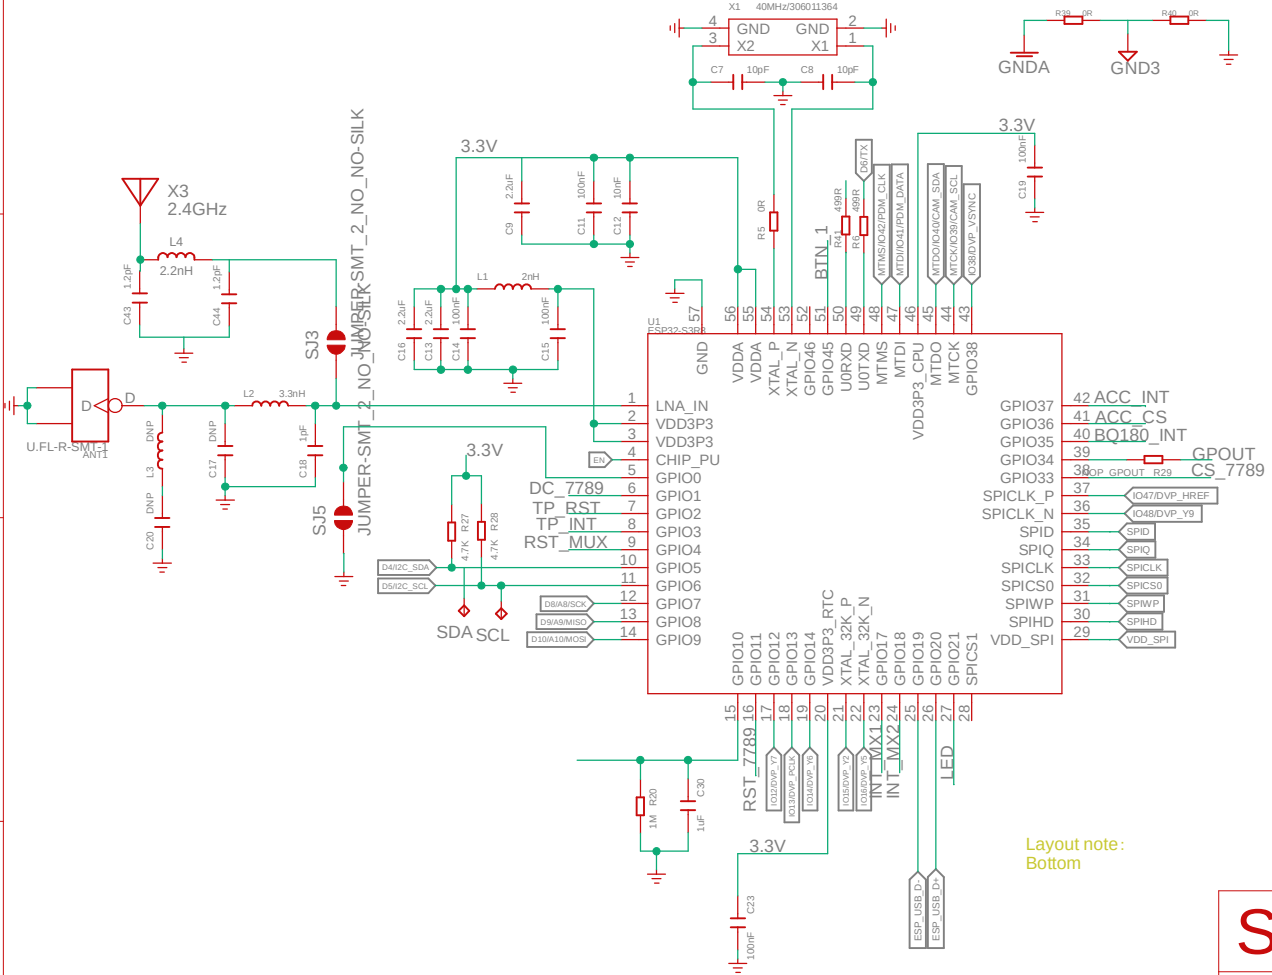 X1 40MHz/306011364
4 GND GND 2
3 X2 X1 1
C7 10pF C8 10pF
R39 0R R40 0R
GNDA GND3
3.3V
100nF
C19
X3
2.4GHz
L4
2.2nH
1.2pF
C43
1.2pF
C44
JUMPER-SMT_2_NO_NO-SILK
SJ3
3.3V
2.2uF
C9
100nF
C11
10nF
C12
L1 2nH
2.2uF
C16
2.2uF
C13
100nF
C14
100nF
C15
R5 0R
BTN_1
R41 499R
R6 499R
D6/TX
MTMS/IO42/PDM_CLK
MTDI/IO41/PDM_DATA
MTDO/IO40/CAM_SDA
MTCK/IO39/CAM_SCL
IO38/DVP_VSYNC
U1
ESP32-S3R8
57 GND
56 VDDA
55 VDDA
54 XTAL_P
53 XTAL_N
52 GPIO46
51 GPIO45
50 U0RXD
49 U0TXD
48 MTMS
47 MTDI
46 VDD3P3_CPU
45 MTDO
44 MTCK
43 GPIO38
D D
U.FL-R-SMT-1
ANT1
L2 3.3nH
DNP
L3
DNP
C20
DNP
C17
1pF
C18
SJ5
JUMPER-SMT_2_NO_NO-SILK
1 LNA_IN
2 VDD3P3
3 VDD3P3
EN 4 CHIP_PU
5 GPIO0
DC_7789 6 GPIO1
TP_RST 7 GPIO2
TP_INT 8 GPIO3
RST_MUX 9 GPIO4
D4/I2C_SDA 10 GPIO5
D5/I2C_SCL 11 GPIO6
D8/A8/SCK 12 GPIO7
D9/A9/MISO 13 GPIO8
D10/A10/MOSI 14 GPIO9
3.3V
4.7K R27
4.7K R28
SDA SCL
GPIO37 42 ACC_INT
GPIO36 41 ACC_CS
GPIO35 40 BQ180_INT
GPIO34 39 GPOUT
NOP_GPOUT R29
GPIO33 38 CS_7789
SPICLK_P 37 IO47/DVP_HREF
SPICLK_N 36 IO48/DVP_Y9
SPID 35 SPID
SPIQ 34 SPIQ
SPICLK 33 SPICLK
SPICS0 32 SPICS0
SPIWP 31 SPIWP
SPIHD 30 SPIHD
VDD_SPI 29 VDD_SPI
GPIO10 15
GPIO11 16 RST_7789
GPIO12 17 IO12/DVP_Y7
GPIO13 18 IO13/DVP_PCLK
GPIO14 19 IO14/DVP_Y6
VDD3P3_RTC 20
XTAL_32K_P 21 IO15/DVP_Y2
XTAL_32K_N 22 IO16/DVP_Y5
GPIO17 23 INT_MX1
GPIO18 24 INT_MX2
GPIO19 25 ESP_USB_D-
GPIO20 26 ESP_USB_D+
GPIO21 27 LED
SPICS1 28
1M R20
1uF C30
3.3V
100nF C23
Layout note:
Bottom
S